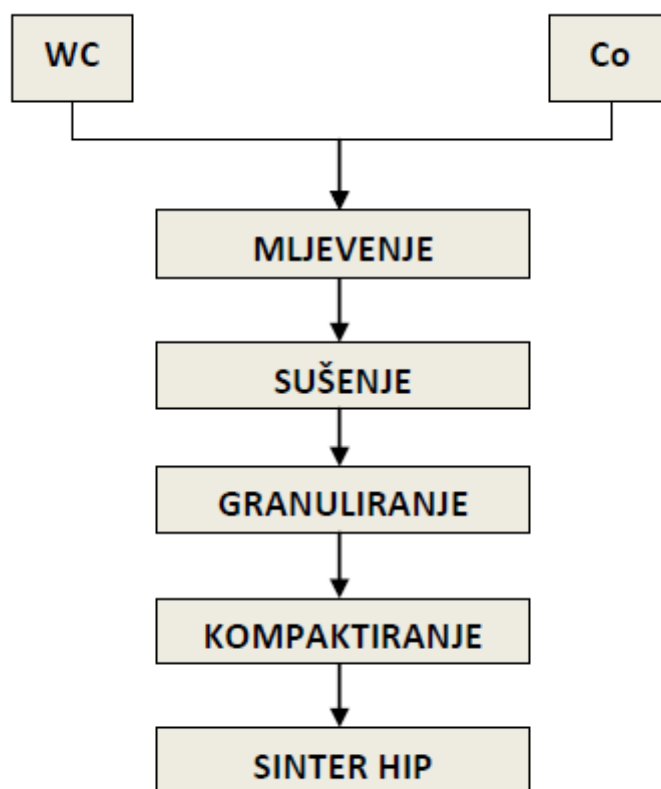 WC
Co
MLJEVENJE
SUŠENJE
GRANULIRANJE
KOMPAKTIRANJE
SINTER HIP